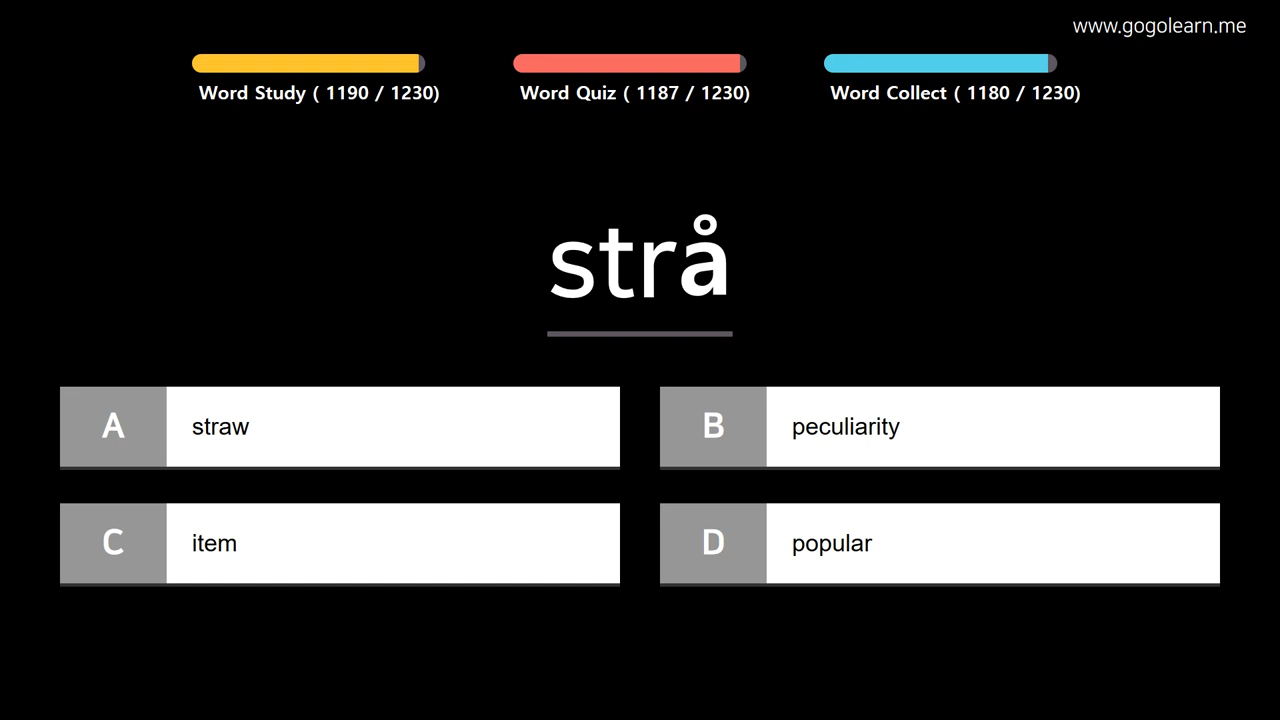 www.gogolearn.me
Word Study ( 1190 / 1230)
Word Quiz ( 1187 / 1230)
Word Collect ( 1180 / 1230)
strå
A straw
B peculiarity
C item
D popular